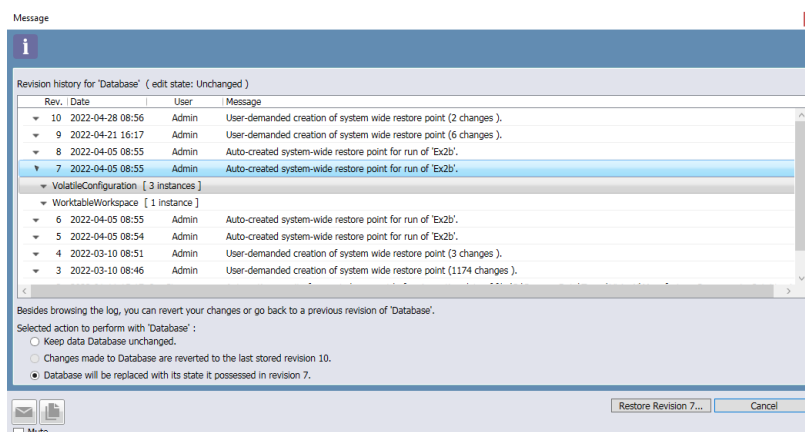 Message
i
Revision history for 'Database' ( edit state: Unchanged )
Rev. Date User Message
10 2022-04-28 08:56 Admin User-demanded creation of system wide restore point (2 changes ).
9 2022-04-21 16:17 Admin User-demanded creation of system wide restore point (6 changes ).
8 2022-04-05 08:55 Admin Auto-created system-wide restore point for run of 'Ex2b'.
7 2022-04-05 08:55 Admin Auto-created system-wide restore point for run of 'Ex2b'.
VolatileConfiguration [ 3 instances ]
WorktableWorkspace [ 1 instance ]
6 2022-04-05 08:55 Admin Auto-created system-wide restore point for run of 'Ex2b'.
5 2022-04-05 08:54 Admin Auto-created system-wide restore point for run of 'Ex2b'.
4 2022-03-10 08:51 Admin User-demanded creation of system wide restore point (3 changes ).
3 2022-03-10 08:46 Admin User-demanded creation of system wide restore point (1174 changes ).
Besides browsing the log, you can revert your changes or go back to a previous revision of 'Database'.
Selected action to perform with 'Database' :
Keep data Database unchanged.
Changes made to Database are reverted to the last stored revision 10.
Database will be replaced with its state it possessed in revision 7.
Restore Revision 7... Cancel
Mute